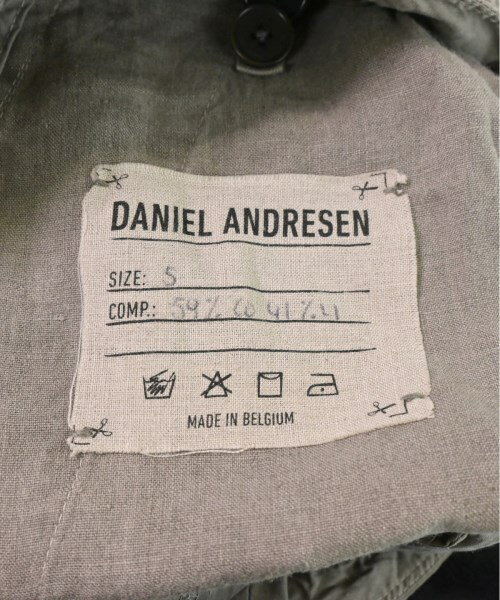 DANIEL ANDRESEN
SIZE: S
COMP.: 59% CO 41% LI
MADE IN BELGIUM